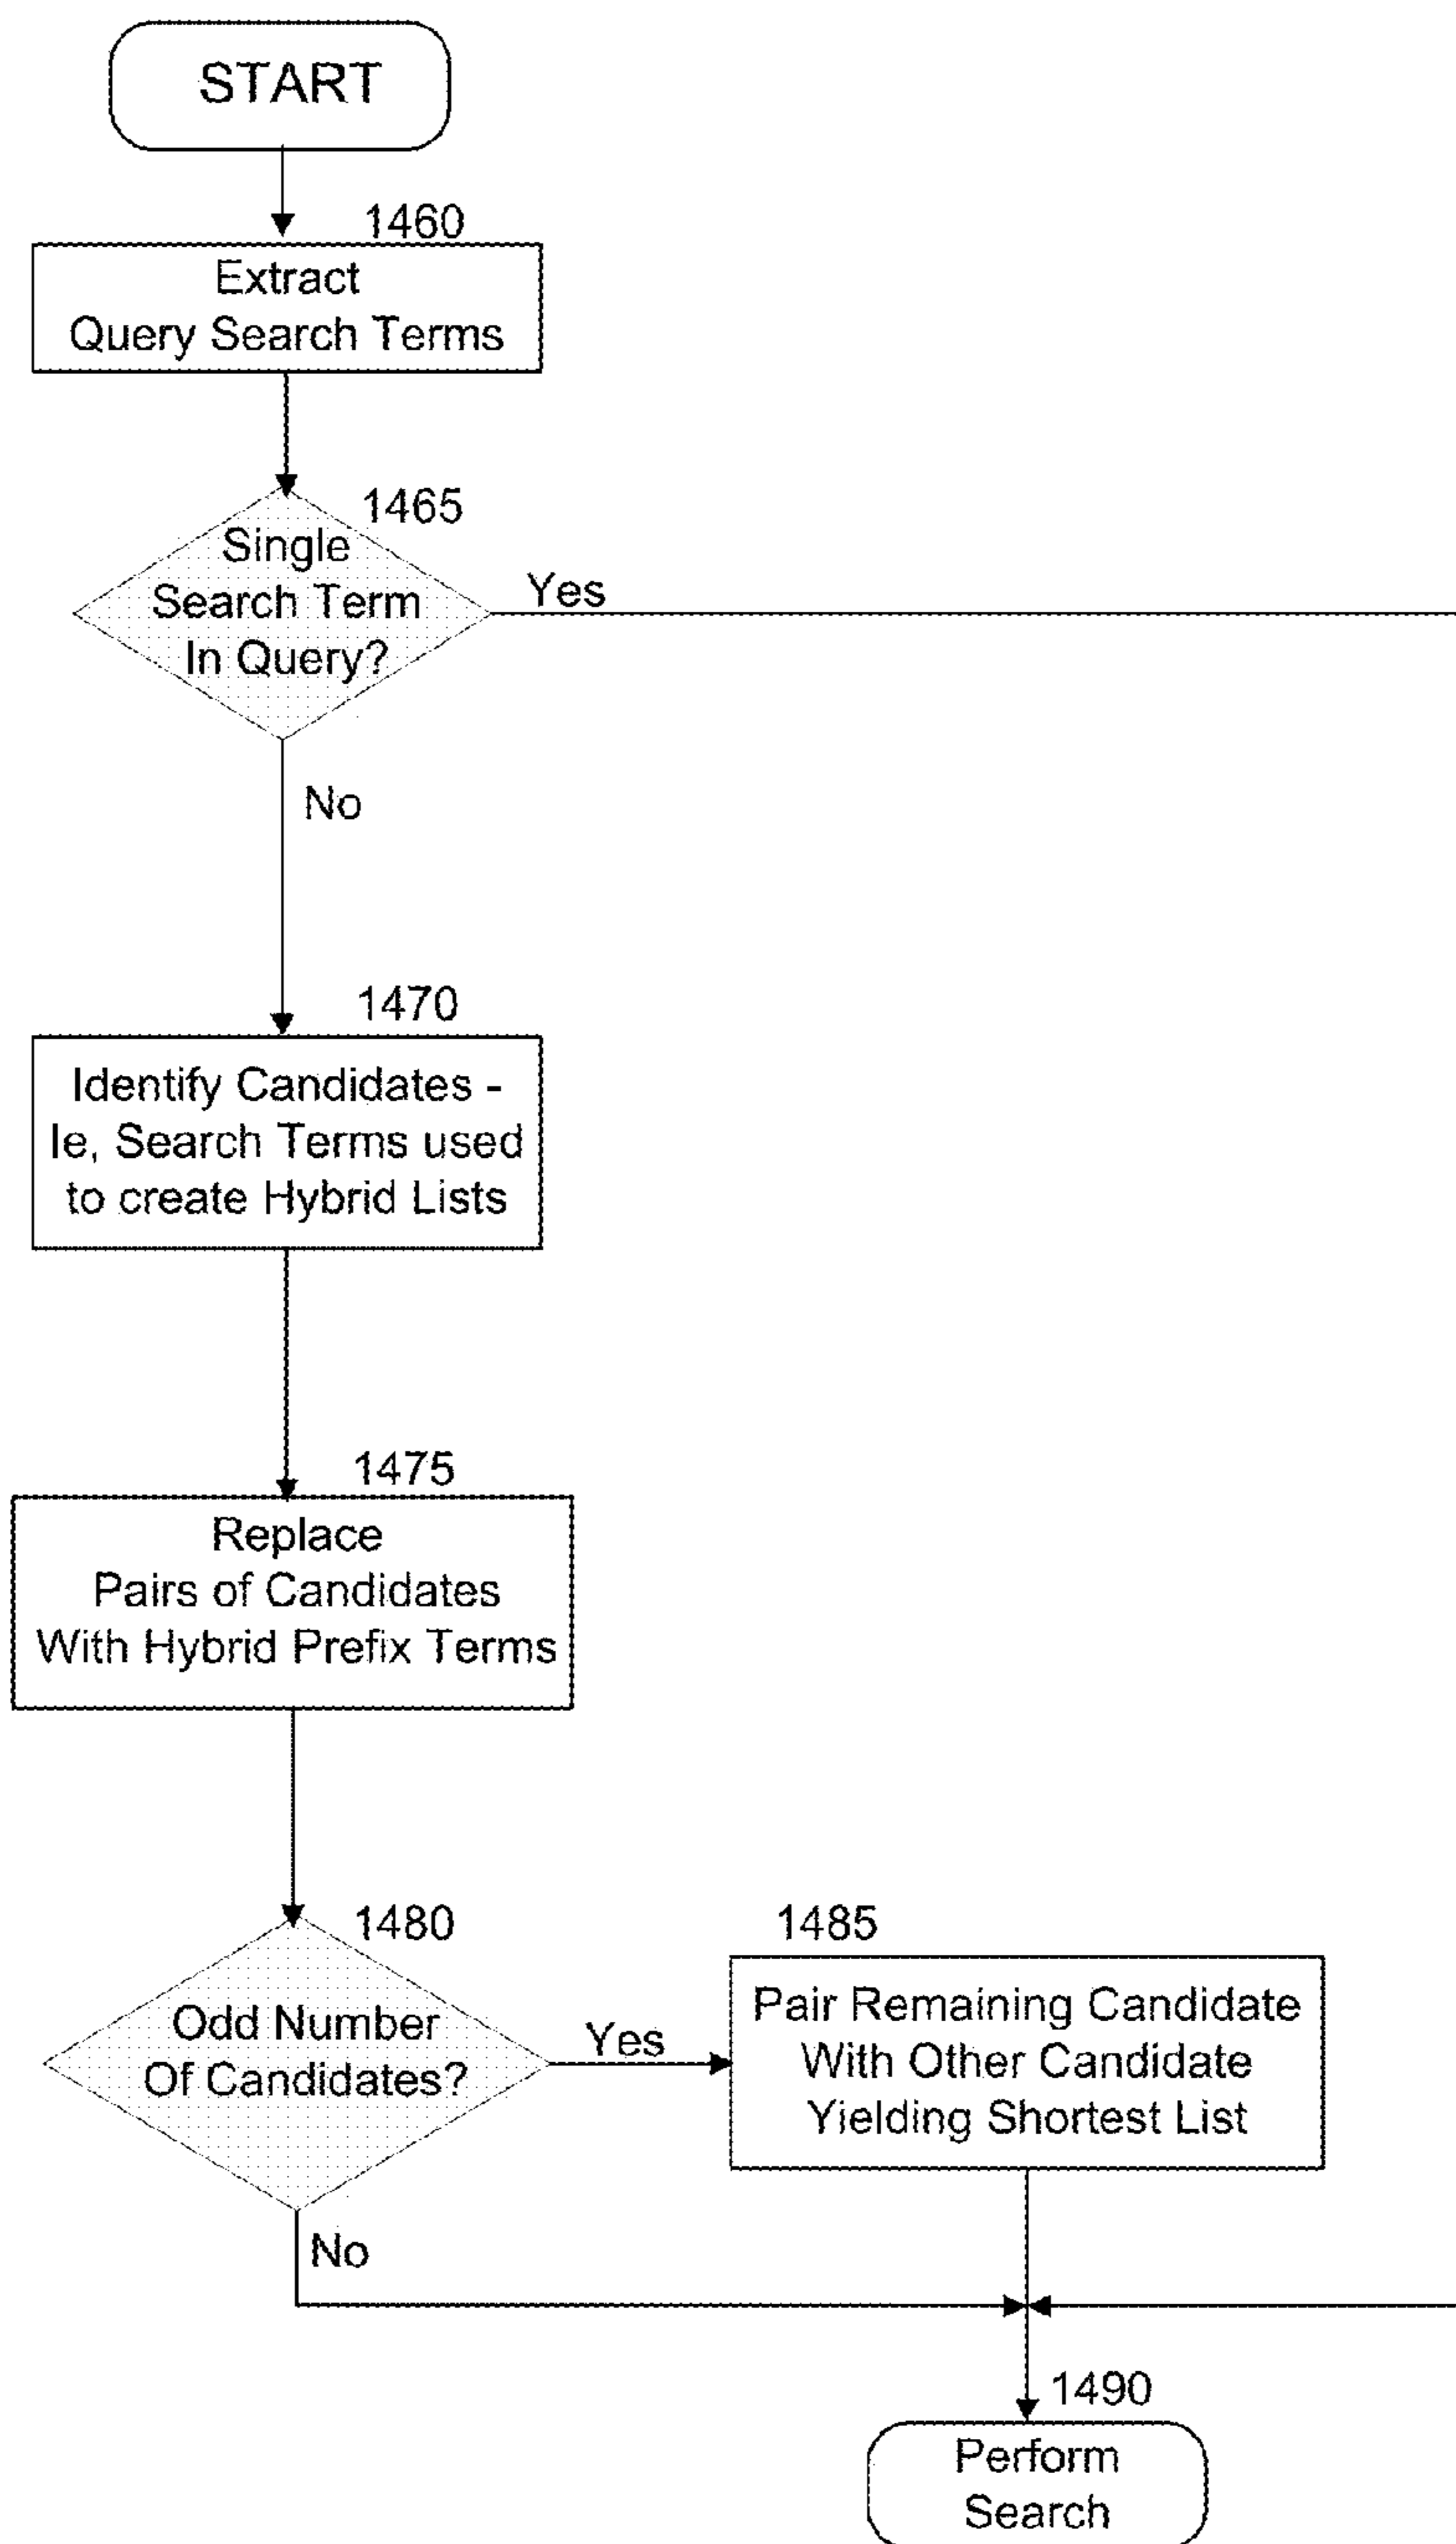 START
1460
Extract
Query Search Terms
1465
Single
Search Term
In Query?
Yes
No
1470
Identify Candidates -
Ie, Search Terms used
to create Hybrid Lists
1475
Replace
Pairs of Candidates
With Hybrid Prefix Terms
1480
Odd Number
Of Candidates?
Yes
No
1485
Pair Remaining Candidate
With Other Candidate
Yielding Shortest List
1490
Perform
Search